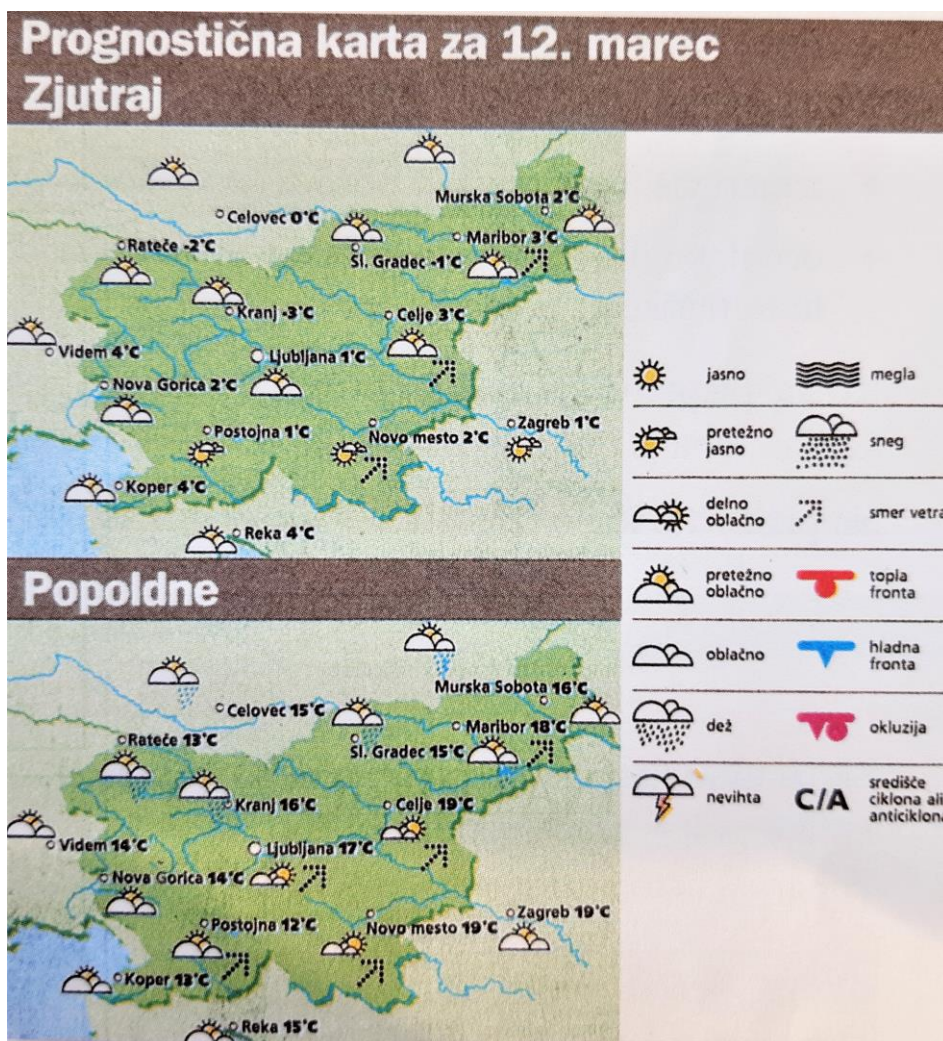 Prognostična karta za 12. marec
Zjutraj
Murska Sobota 2°C
Celovec 0°C
Maribor 3°C
Rateče -2°C
Sl. Gradec -1°C
Kranj -3°C
Celje 3°C
Videm 4°C
Ljubljana 1°C
Nova Gorica 2°C
Postojna 1°C
Novo mesto 2°C
Zagreb 1°C
Koper 4°C
Reka 4°C
Popoldne
Murska Sobota 16°C
Celovec 15°C
Maribor 18°C
Rateče 13°C
Sl. Gradec 15°C
Kranj 16°C
Celje 19°C
Videm 14°C
Ljubljana 17°C
Nova Gorica 14°C
Postojna 12°C
Novo mesto 19°C
Zagreb 19°C
Koper 13°C
Reka 15°C
jasno
megla
pretežno
jasno
sneg
delno
oblačno
smer vetra
pretežno
oblačno
topla
fronta
oblačno
hladna
fronta
dež
okluzija
nevihta
C/A
središče
ciklona ali
anticiklona